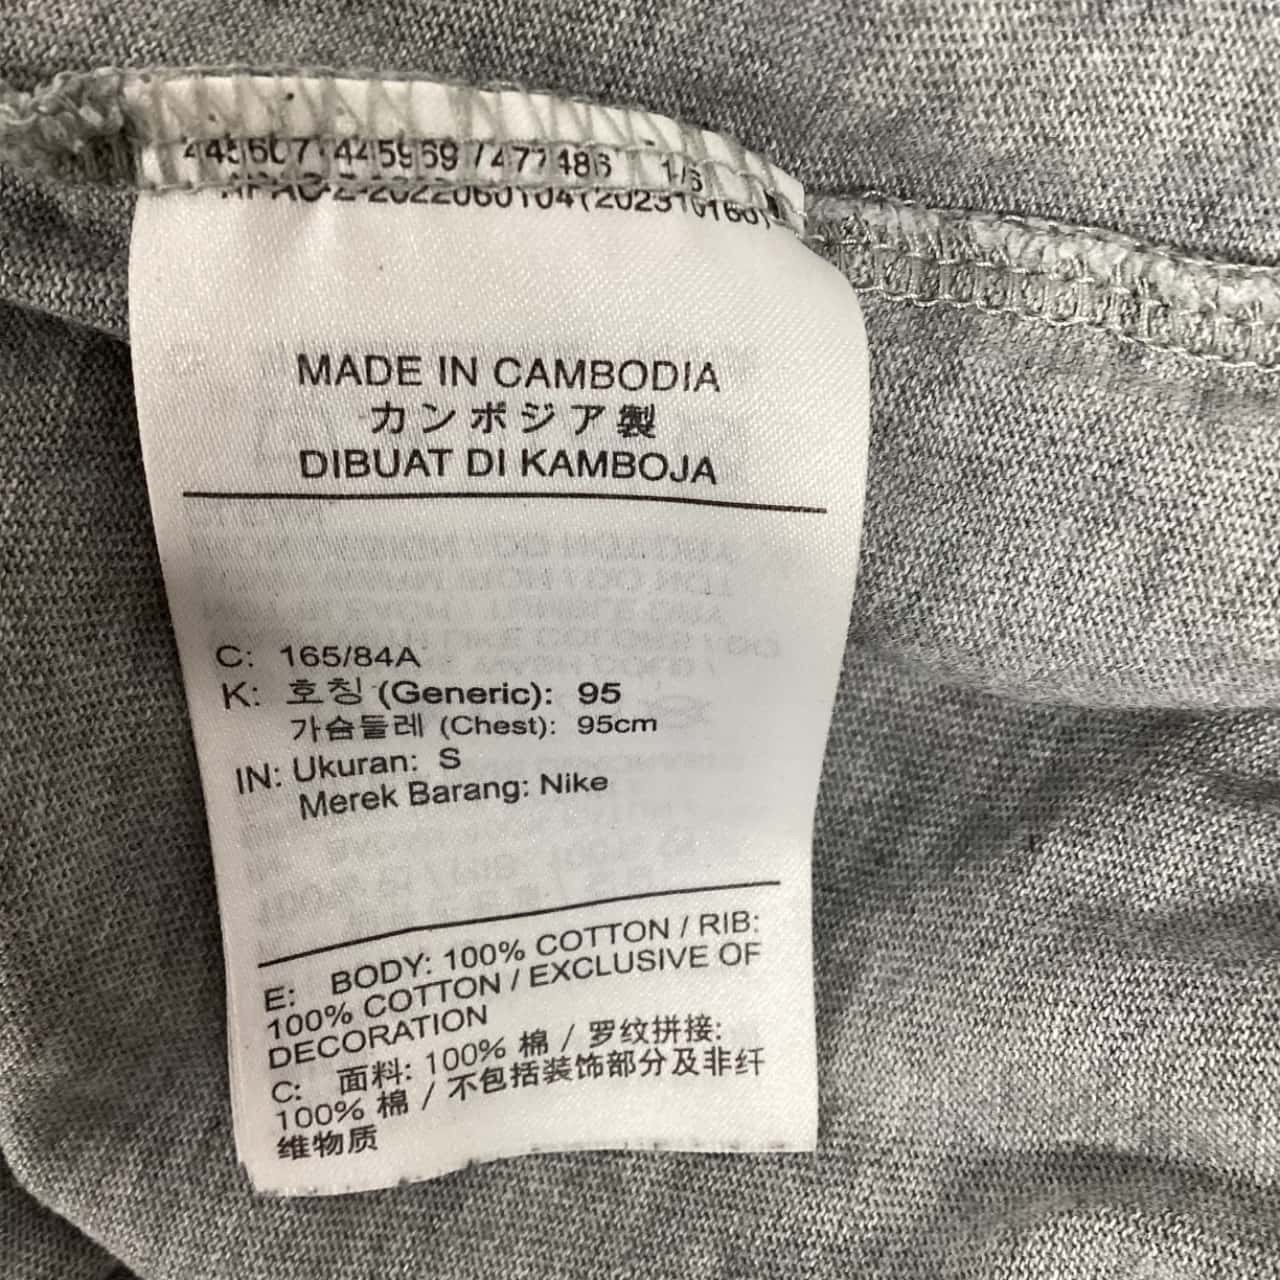 1/6
MADE IN CAMBODIA
カンボジア製
DIBUAT DI KAMBOJA
C: 165/84A
K: 호칭 (Generic): 95
가슴둘레 (Chest): 95cm
IN: Ukuran: S
Merek Barang: Nike
E: BODY: 100% COTTON / RIB:
100% COTTON / EXCLUSIVE OF
DECORATION
C: 面料: 100% 棉 / 罗纹拼接:
100% 棉 / 不包括装饰部分及非纤
维物质